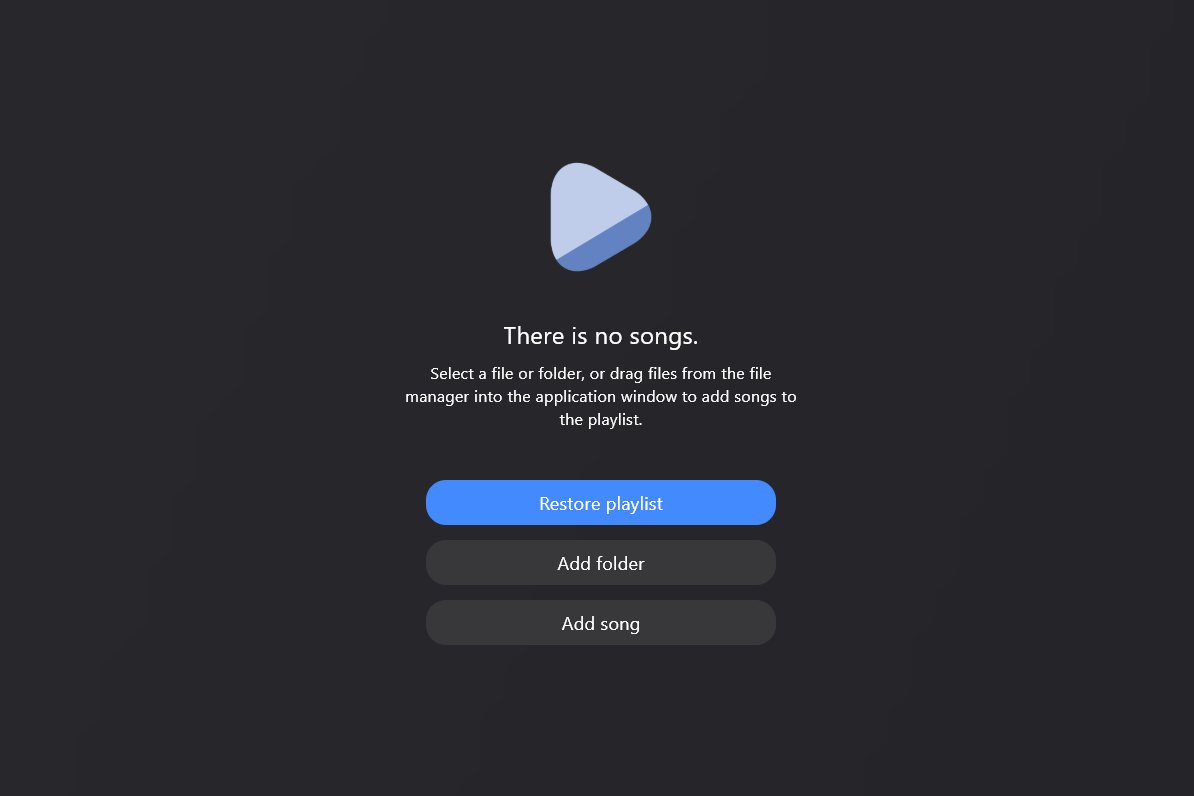 There is no songs.
Select a file or folder, or drag files from the file
manager into the application window to add songs to
the playlist.
Restore playlist
Add folder
Add song